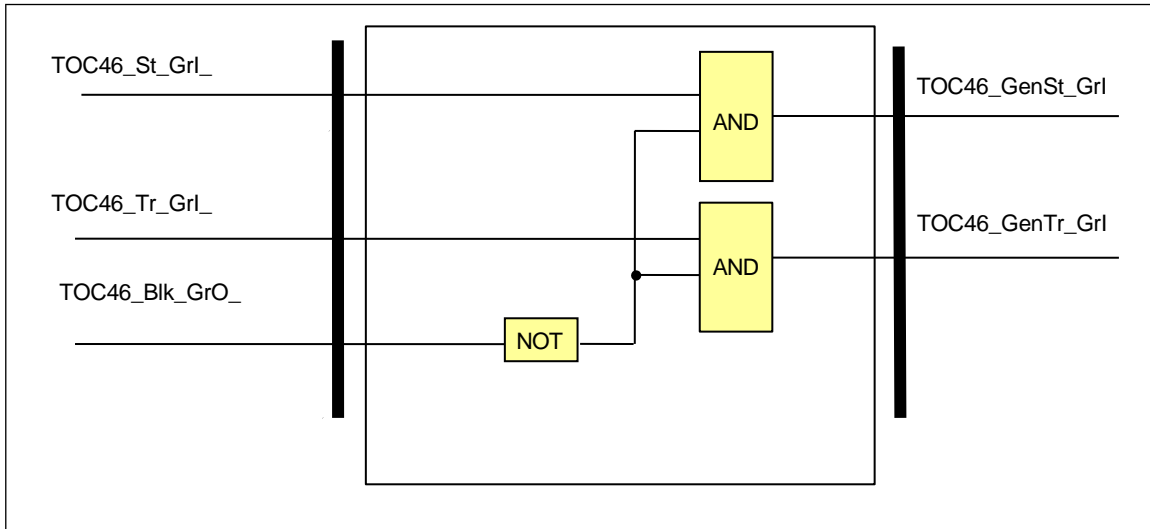 TOC46_St_GrI_
TOC46_GenSt_GrI
AND
TOC46_Tr_GrI_
TOC46_GenTr_GrI
AND
TOC46_Blk_GrO_
NOT